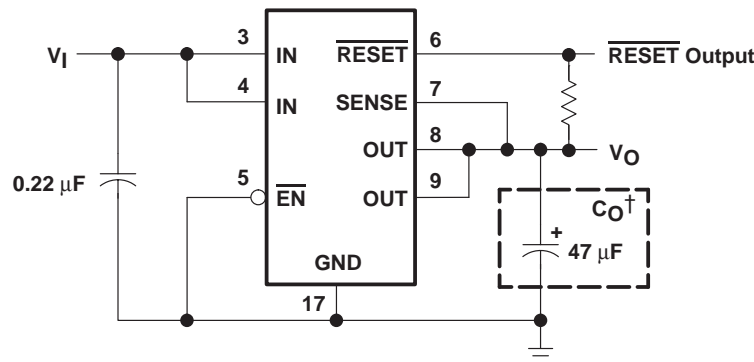 V_I
0.22 μF
3
4
5
IN
IN
EN̅
GND
17
RESET̅
SENSE
OUT
OUT
6
7
8
9
RESET̅ Output
V_O
C_O†
+
47 μF